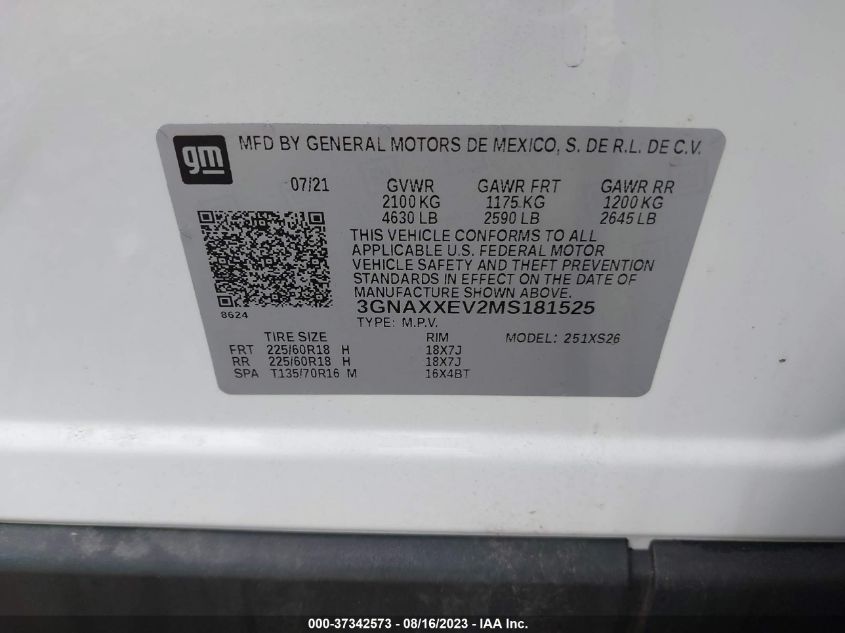 gm MFD BY GENERAL MOTORS DE MEXICO, S. DE R.L. DE C.V.
07/21 GVWR GAWR FRT GAWR RR
2100 KG 1175 KG 1200 KG
4630 LB 2590 LB 2645 LB
THIS VEHICLE CONFORMS TO ALL
APPLICABLE U.S. FEDERAL MOTOR
VEHICLE SAFETY AND THEFT PREVENTION
STANDARDS IN EFFECT ON THE DATE OF
MANUFACTURE SHOWN ABOVE.
8624 3GNAXXEV2MS181525
TYPE: M.P.V.
TIRE SIZE RIM MODEL: 251XS26
FRT 225/60R18 H 18X7J
RR 225/60R18 H 18X7J
SPA T135/70R16 M 16X4BT
000-37342573 - 08/16/2023 - IAA Inc.